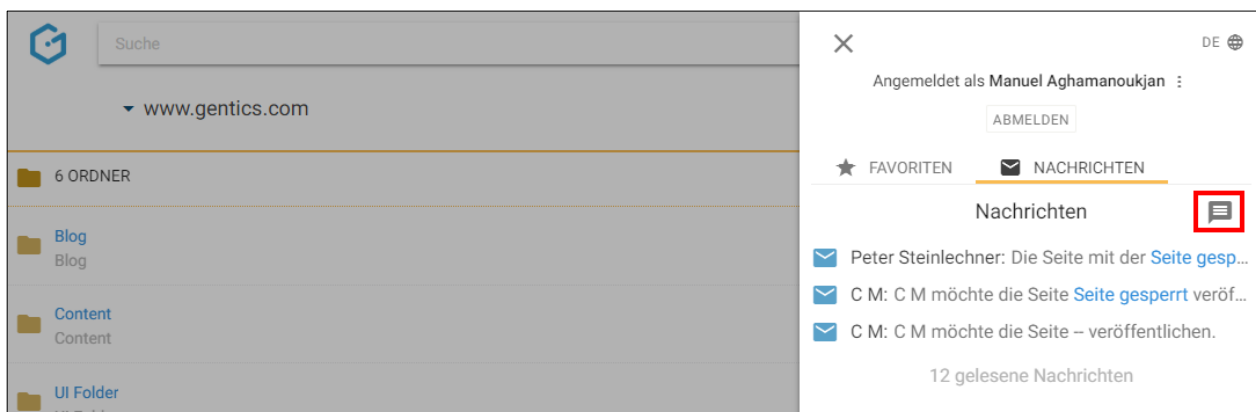 Suche
www.gentics.com
6 ORDNER
Blog
Blog
Content
Content
UI Folder
DE
Angemeldet als Manuel Aghamanoukjan
ABMELDEN
FAVORITEN NACHRICHTEN
Nachrichten
Peter Steinlechner: Die Seite mit der Seite gesp...
C M: C M möchte die Seite Seite gesperrt veröf...
C M: C M möchte die Seite -- veröffentlichen.
12 gelesene Nachrichten